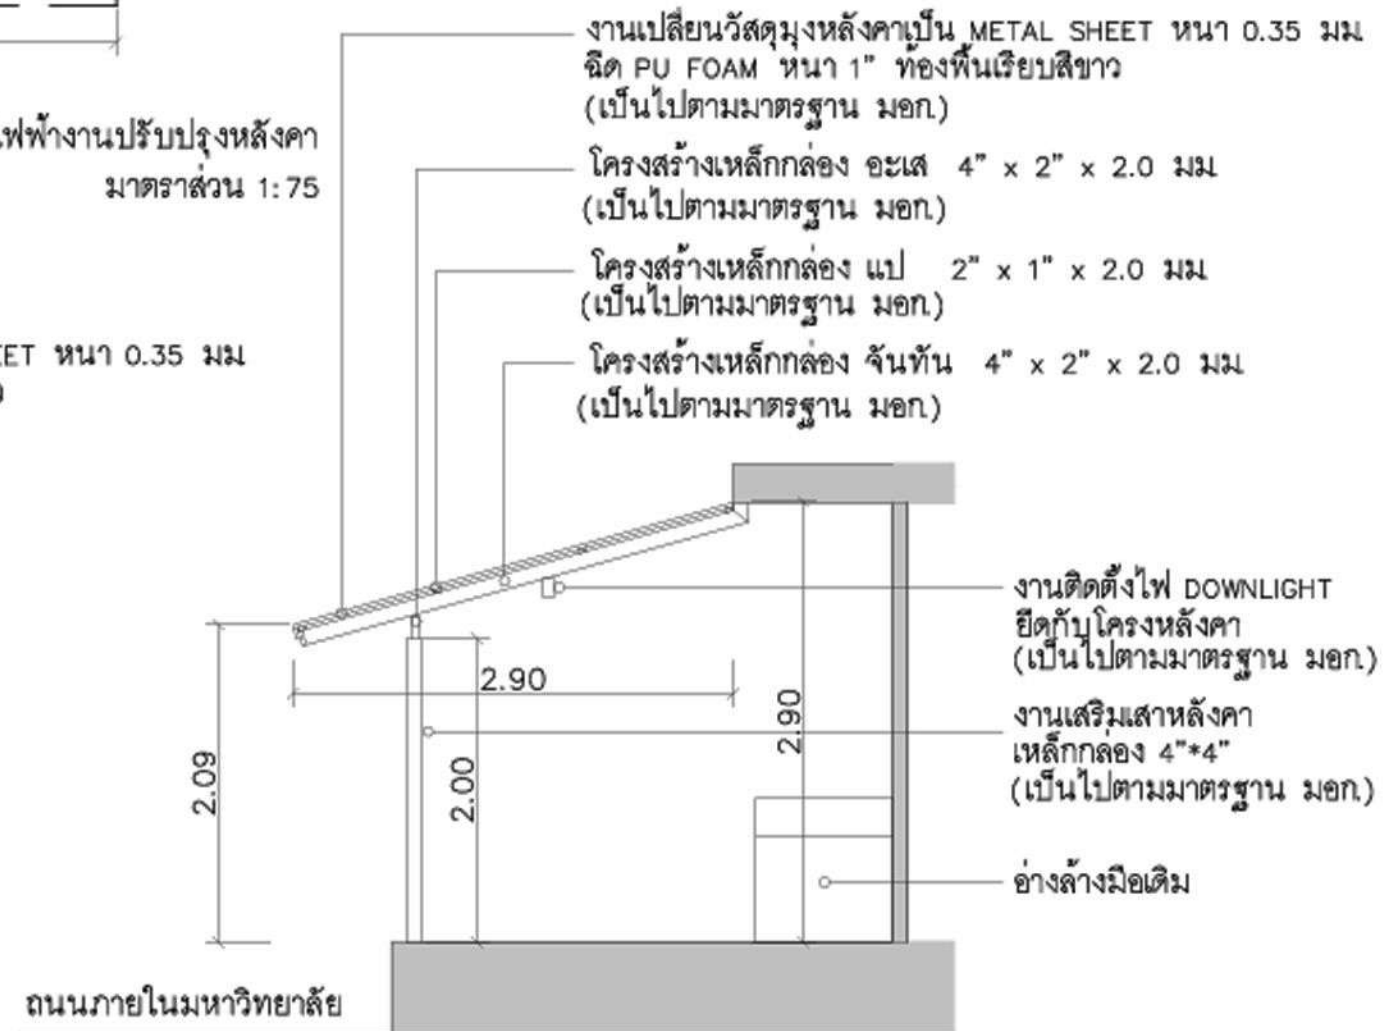 งานเปลี่ยนวัสดุมุงหลังคาเป็น METAL SHEET หนา 0.35 มม.
ฉีด PU FOAM หนา 1" ท้องพื้นเรียบสีขาว
(เป็นไปตามมาตรฐาน มอก.)
ไฟฟ้างานปรับปรุงหลังคา
มาตราส่วน 1:75
โครงสร้างเหล็กกล่อง อะเส 4" x 2" x 2.0 มม.
(เป็นไปตามมาตรฐาน มอก.)
โครงสร้างเหล็กกล่อง แป 2" x 1" x 2.0 มม.
(เป็นไปตามมาตรฐาน มอก.)
EET หนา 0.35 มม.
โครงสร้างเหล็กกล่อง จันทัน 4" x 2" x 2.0 มม.
(เป็นไปตามมาตรฐาน มอก.)
งานติดตั้งไฟ DOWNLIGHT
ยึดกับโครงหลังคา
(เป็นไปตามมาตรฐาน มอก.)
2.90
2.90
งานเสริมเสาหลังคา
เหล็กกล่อง 4"*4"
(เป็นไปตามมาตรฐาน มอก.)
2.09
2.00
อ่างล้างมือเดิม
ถนนภายในมหาวิทยาลัย